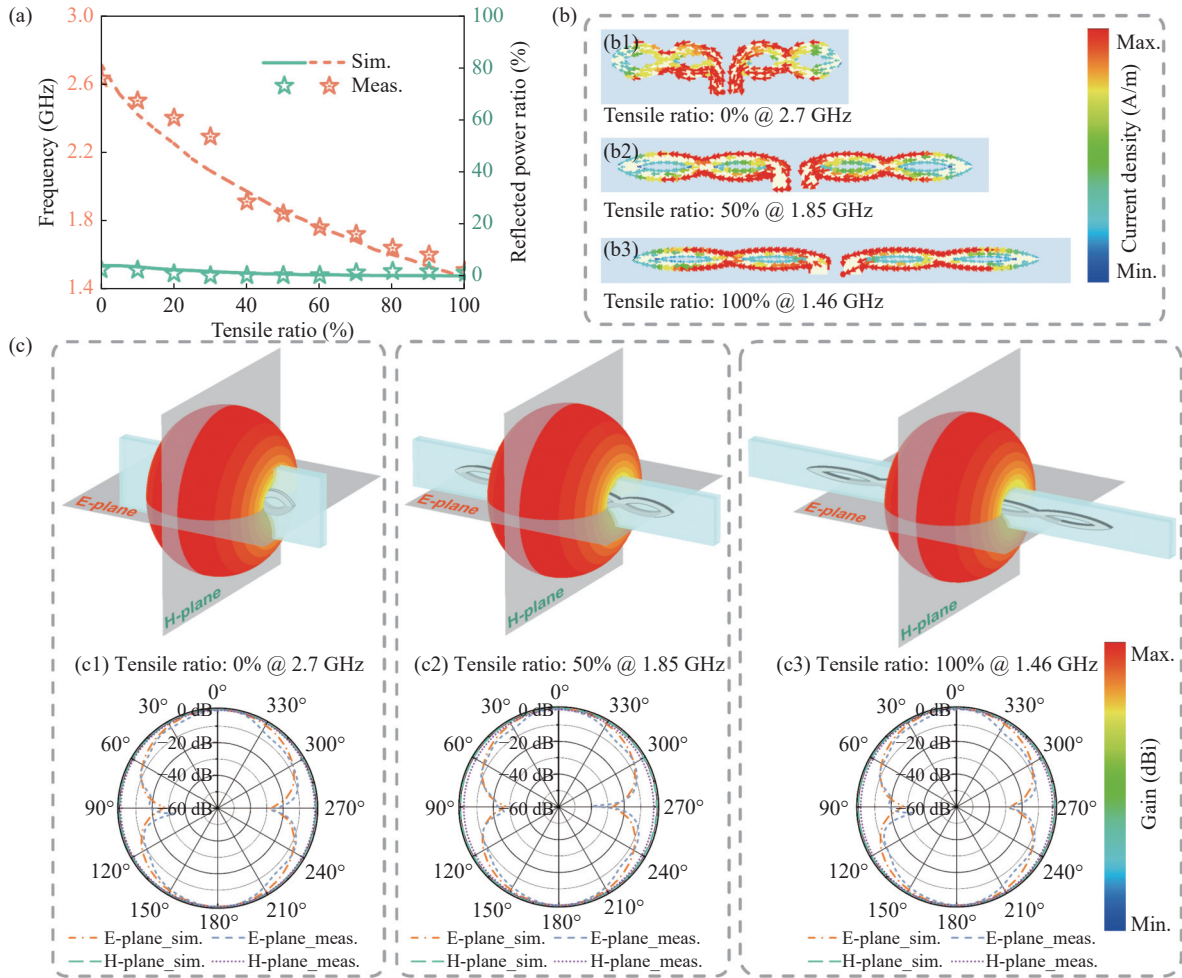 (a)
3.0
2.6
2.2
1.8
1.4
Frequency (GHz)
100
80
60
40
20
0
Reflected power ratio (%)
Sim.
Meas.
0 20 40 60 80 100
Tensile ratio (%)
(b)
(b1)
Tensile ratio: 0% @ 2.7 GHz
(b2)
Tensile ratio: 50% @ 1.85 GHz
(b3)
Tensile ratio: 100% @ 1.46 GHz
Max.
Current density (A/m)
Min.
(c)
E-plane
H-plane
E-plane
H-plane
E-plane
H-plane
(c1) Tensile ratio: 0% @ 2.7 GHz
0°
30° 330°
0 dB
60° 300°
−20 dB
−40 dB
90° −60 dB 270°
120° 240°
150° 210°
180°
E-plane_sim. E-plane_meas.
H-plane_sim. H-plane_meas.
(c2) Tensile ratio: 50% @ 1.85 GHz
0°
30° 330°
0 dB
60° 300°
−20 dB
−40 dB
90° −60 dB 270°
120° 240°
150° 210°
180°
E-plane_sim. E-plane_meas.
H-plane_sim. H-plane_meas.
(c3) Tensile ratio: 100% @ 1.46 GHz
0°
30° 330°
0 dB
60° 300°
−20 dB
−40 dB
90° −60 dB 270°
120° 240°
150° 210°
180°
E-plane_sim. E-plane_meas.
H-plane_sim. H-plane_meas.
Max.
Gain (dBi)
Min.